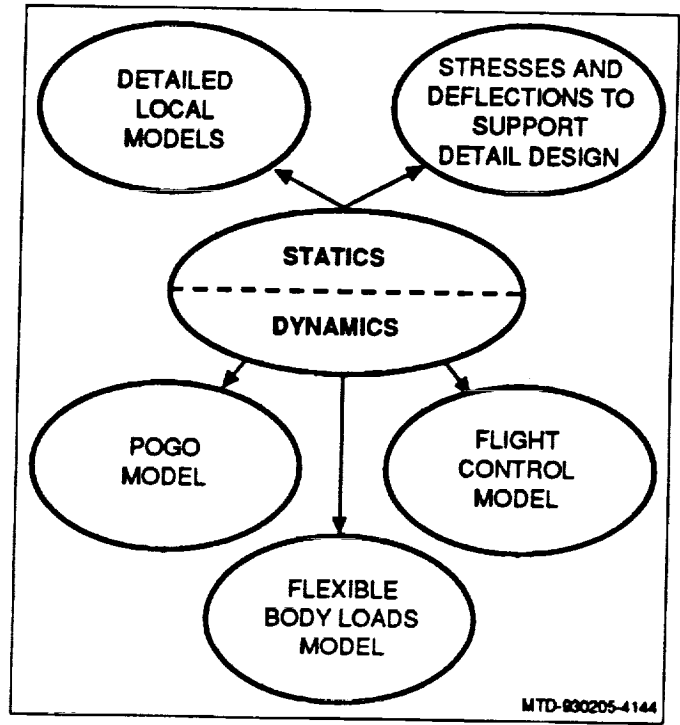 DETAILED
LOCAL
MODELS
STRESSES AND
DEFLECTIONS TO
SUPPORT
DETAIL DESIGN
STATICS
DYNAMICS
POGO
MODEL
FLIGHT
CONTROL
MODEL
FLEXIBLE
BODY LOADS
MODEL
MTD-930205-4144